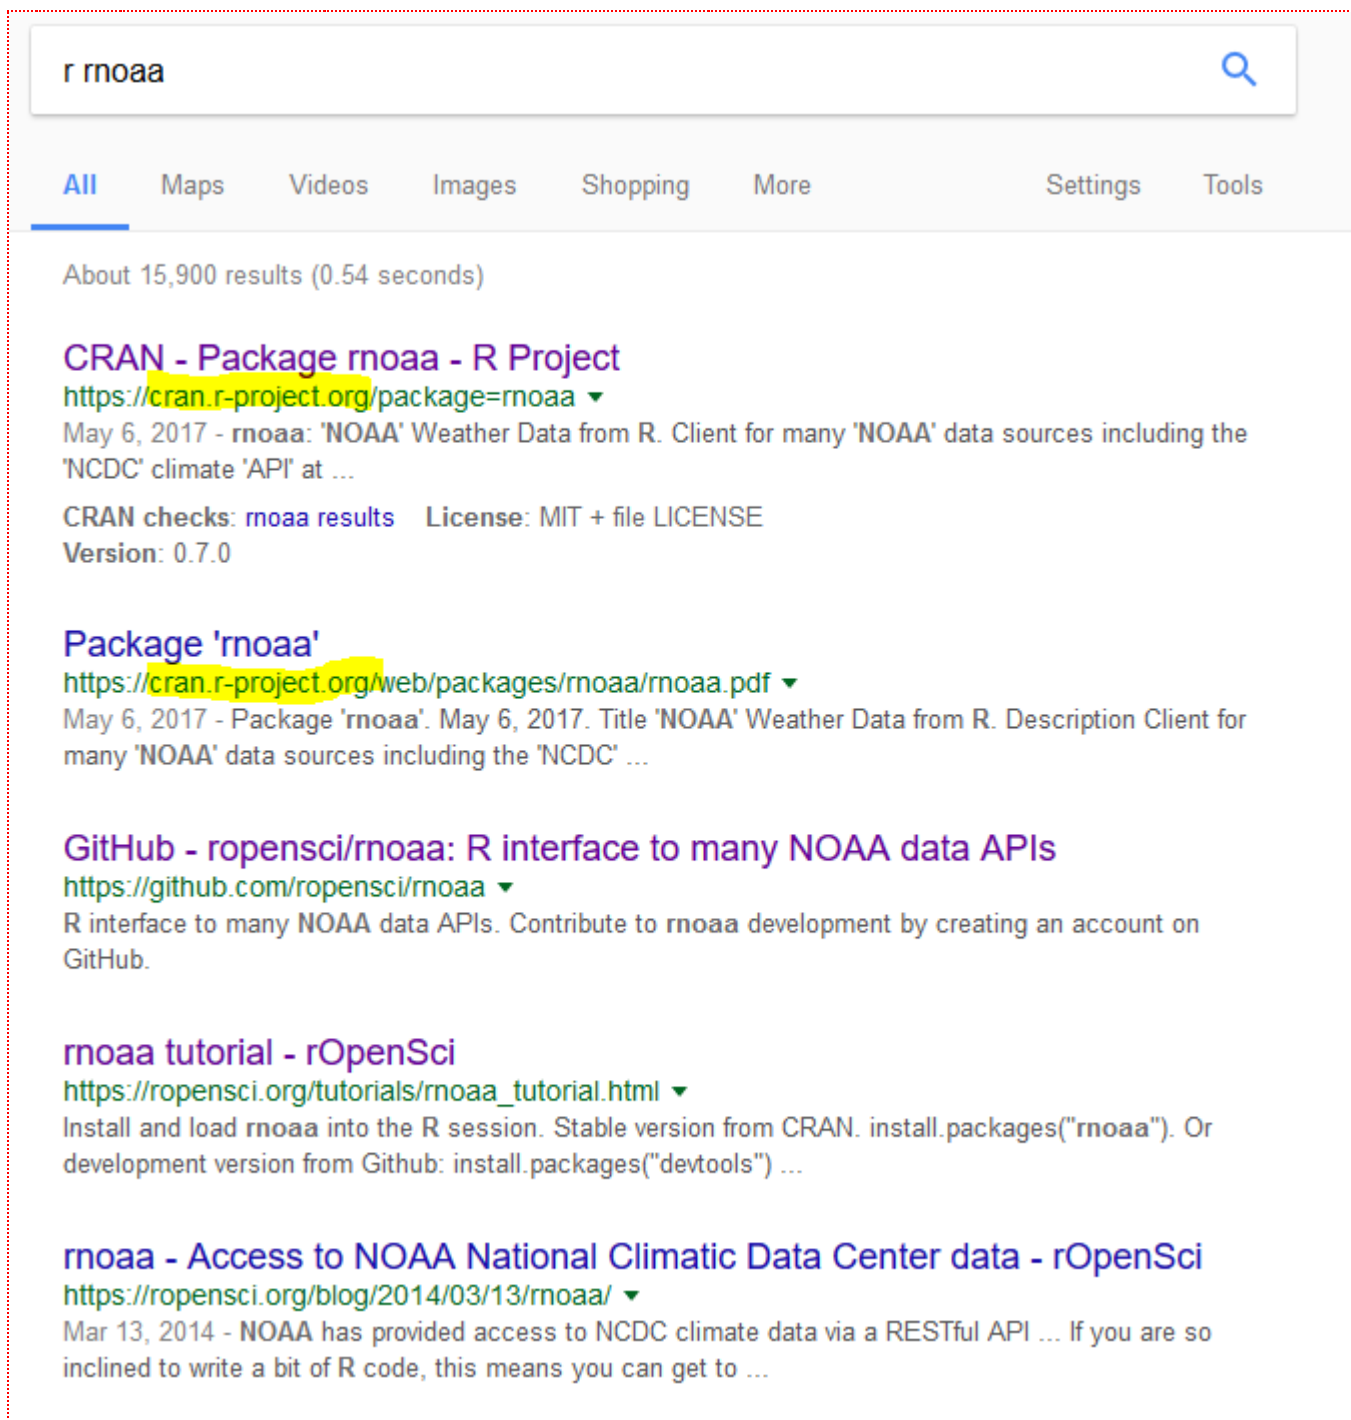 r rnoaa
All Maps Videos Images Shopping More Settings Tools
About 15,900 results (0.54 seconds)
CRAN - Package rnoaa - R Project
https://cran.r-project.org/package=rnoaa
May 6, 2017 - rnoaa: 'NOAA' Weather Data from R. Client for many 'NOAA' data sources including the
'NCDC' climate 'API' at ...
CRAN checks: rnoaa results License: MIT + file LICENSE
Version: 0.7.0
Package 'rnoaa'
https://cran.r-project.org/web/packages/rnoaa/rnoaa.pdf
May 6, 2017 - Package 'rnoaa'. May 6, 2017. Title 'NOAA' Weather Data from R. Description Client for
many 'NOAA' data sources including the 'NCDC' ...
GitHub - ropensci/rnoaa: R interface to many NOAA data APIs
https://github.com/ropensci/rnoaa
R interface to many NOAA data APIs. Contribute to rnoaa development by creating an account on
GitHub.
rnoaa tutorial - rOpenSci
https://ropensci.org/tutorials/rnoaa_tutorial.html
Install and load rnoaa into the R session. Stable version from CRAN. install.packages("rnoaa"). Or
development version from Github: install.packages("devtools") ...
rnoaa - Access to NOAA National Climatic Data Center data - rOpenSci
https://ropensci.org/blog/2014/03/13/rnoaa/
Mar 13, 2014 - NOAA has provided access to NCDC climate data via a RESTful API ... If you are so
inclined to write a bit of R code, this means you can get to ...